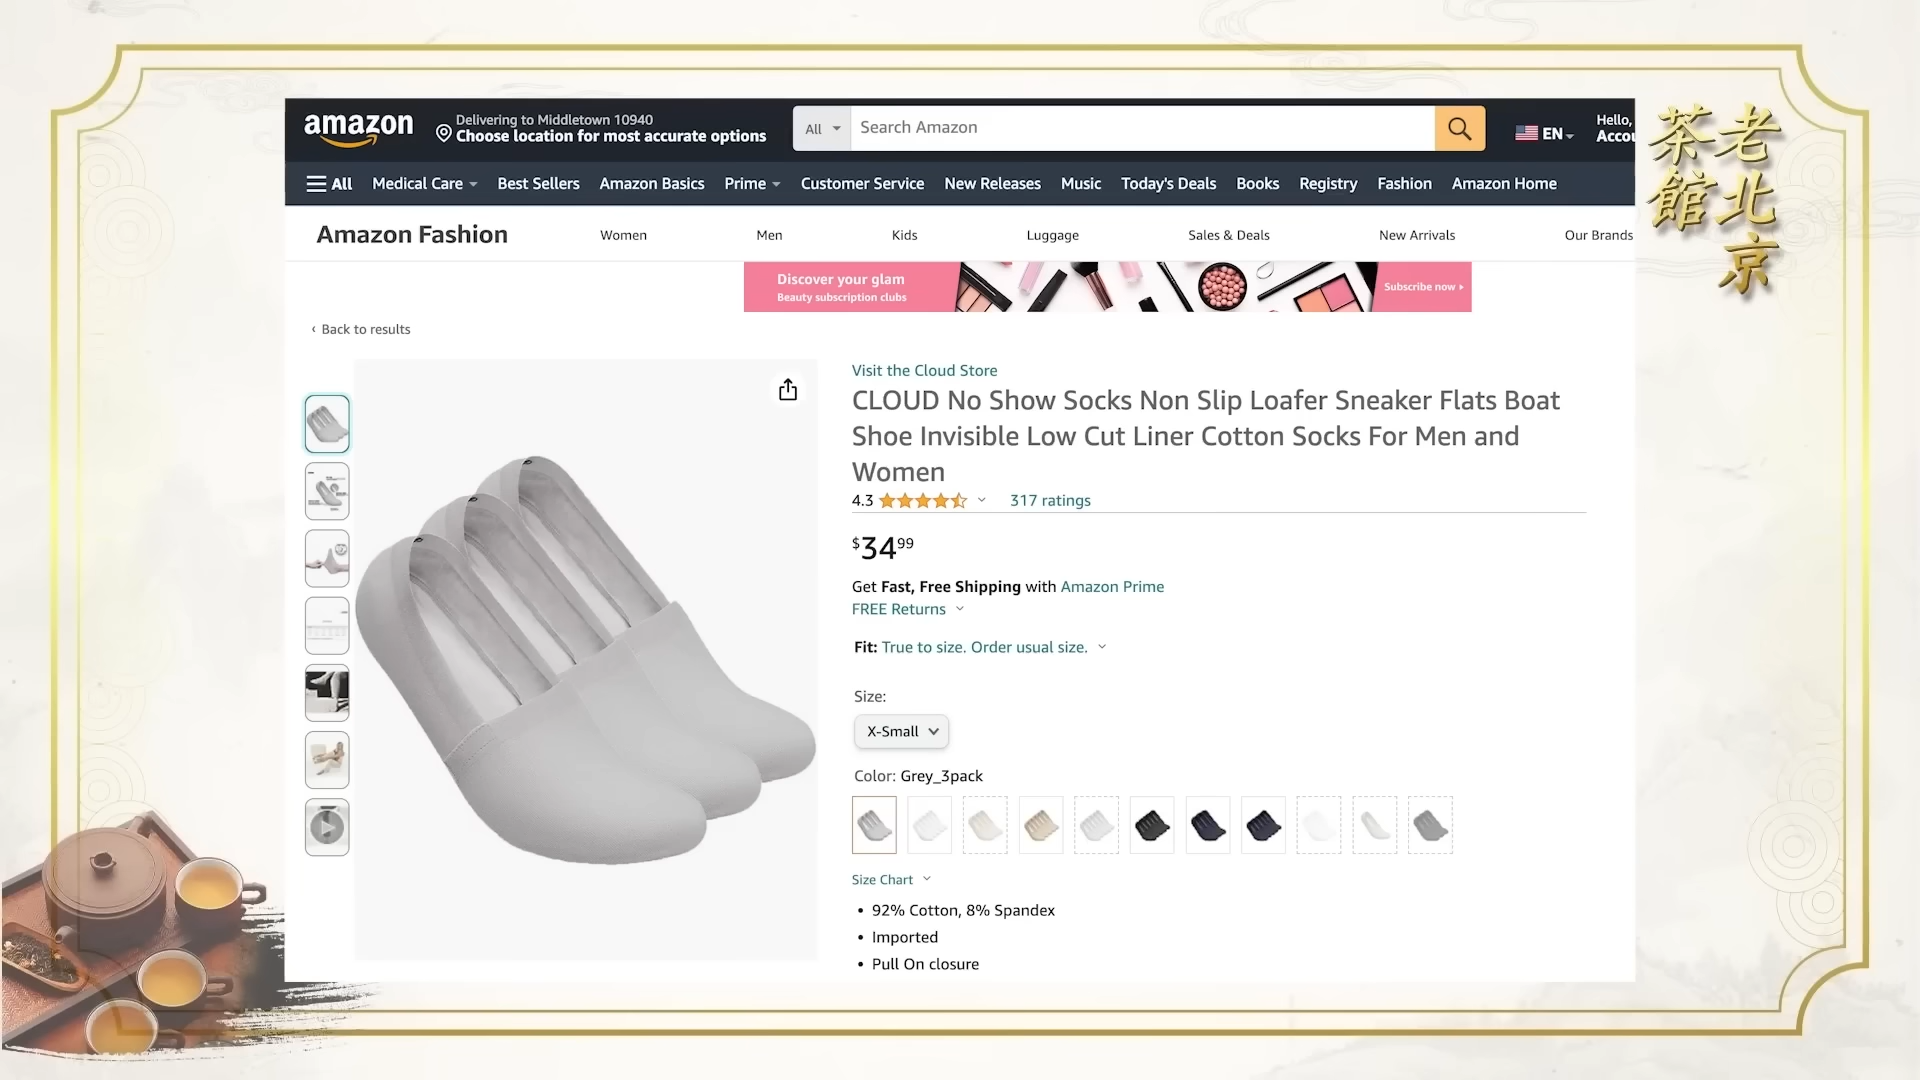 amazon
Delivering to Middletown 10940
Choose location for most accurate options
All
Search Amazon
EN
Hello,
Accou
All
Medical Care
Best Sellers
Amazon Basics
Prime
Customer Service
New Releases
Music
Today's Deals
Books
Registry
Fashion
Amazon Home
Amazon Fashion
Women
Men
Kids
Luggage
Sales & Deals
New Arrivals
Our Brands
Discover your glam
Beauty subscription clubs
Subscribe now
‹ Back to results
Visit the Cloud Store
CLOUD No Show Socks Non Slip Loafer Sneaker Flats Boat
Shoe Invisible Low Cut Liner Cotton Socks For Men and
Women
4.3
317 ratings
$3499
Get Fast, Free Shipping with Amazon Prime
FREE Returns
Fit: True to size. Order usual size.
Size:
X-Small
Color: Grey_3pack
Size Chart
• 92% Cotton, 8% Spandex
• Imported
• Pull On closure
老北京
茶館